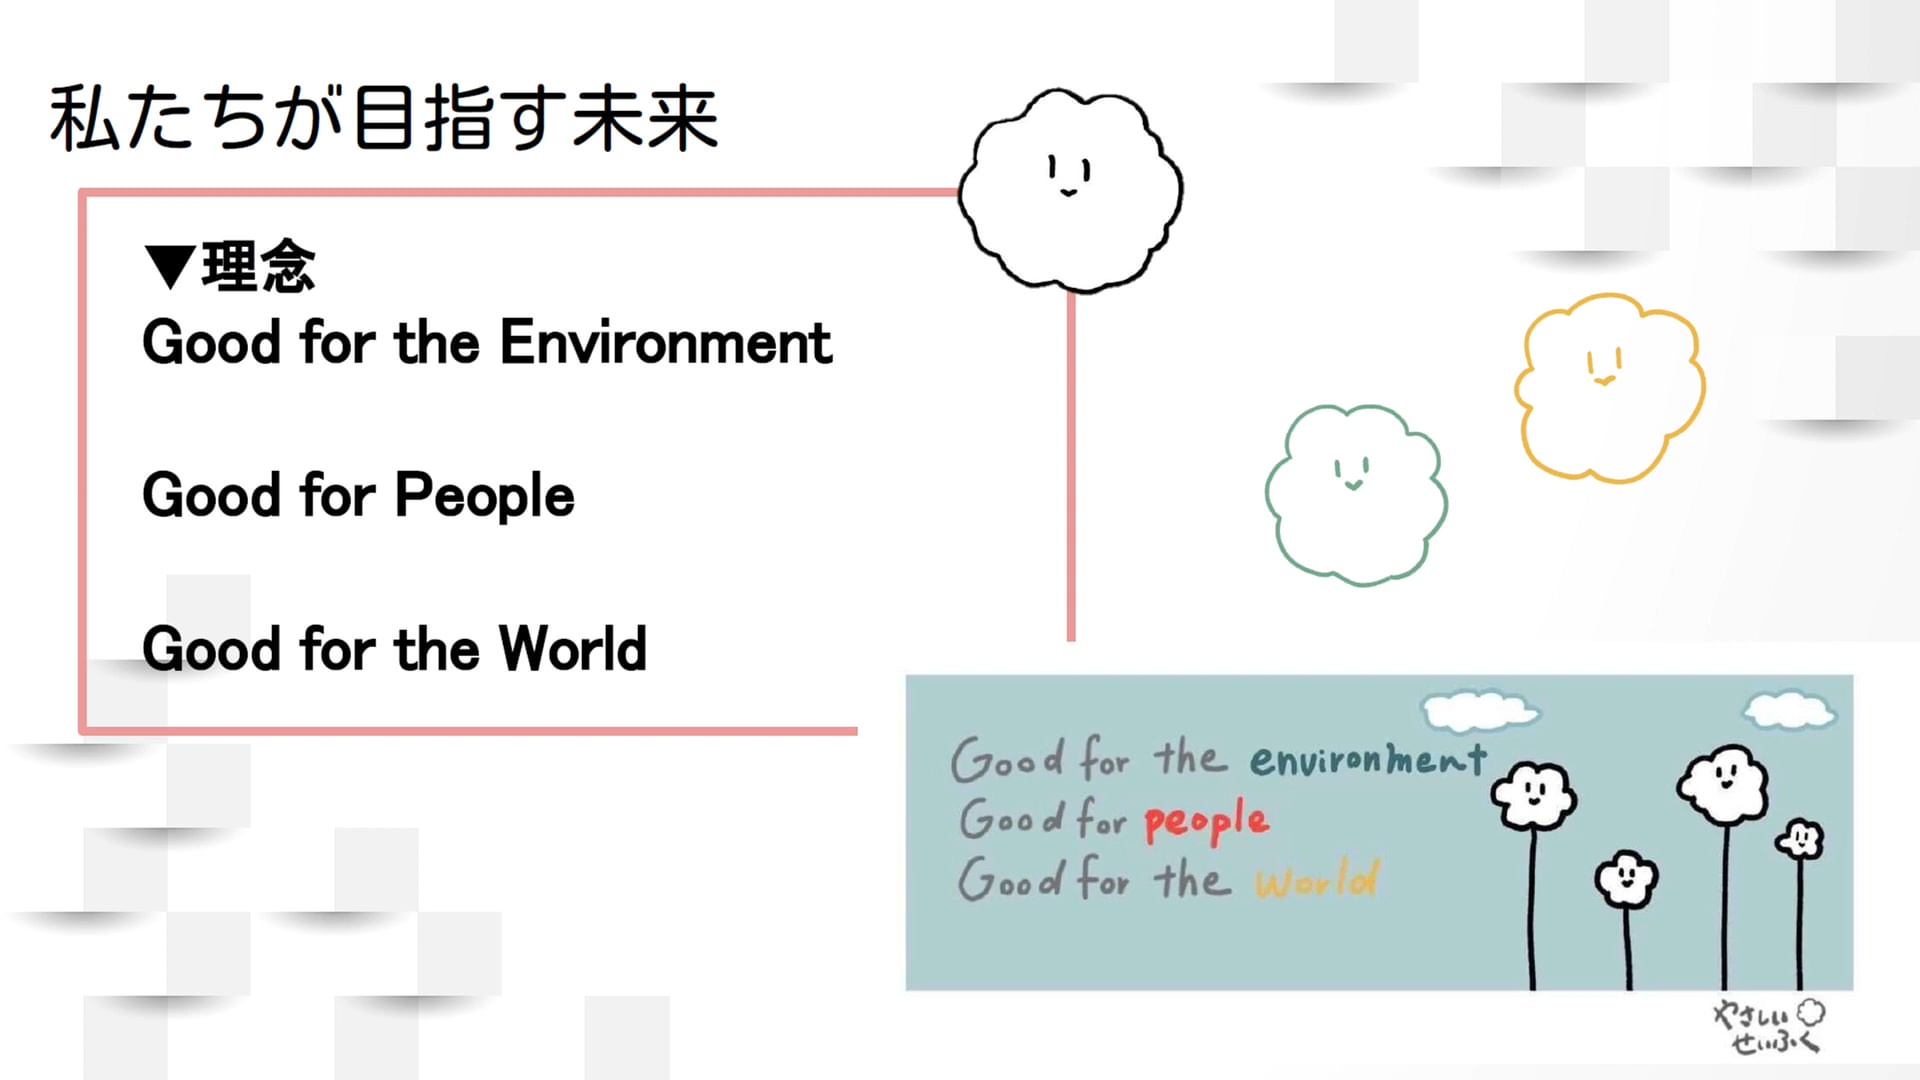 私たちが目指す未来
▼理念
Good for the Environment
Good for People
Good for the World
Good for the environment
Good for people
Good for the world
やさしい
せいふく